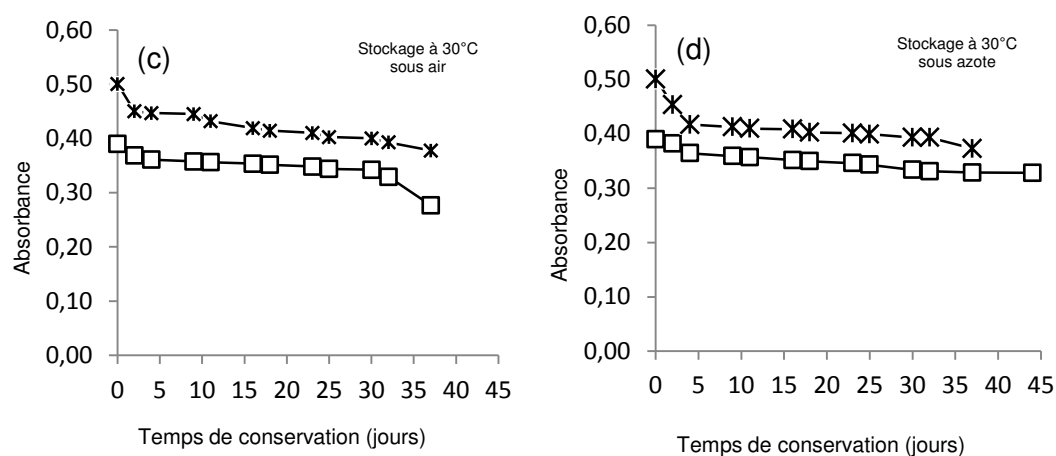 0,60
0,50
0,40
0,30
0,20
0,10
0,00
Absorbance
(c)
Stockage à 30°C
sous air
0 5 10 15 20 25 30 35 40 45
Temps de conservation (jours)
0,60
0,50
0,40
0,30
0,20
0,10
0,00
Absorbance
(d)
Stockage à 30°C
sous azote
0 5 10 15 20 25 30 35 40 45
Temps de conservation (jours)